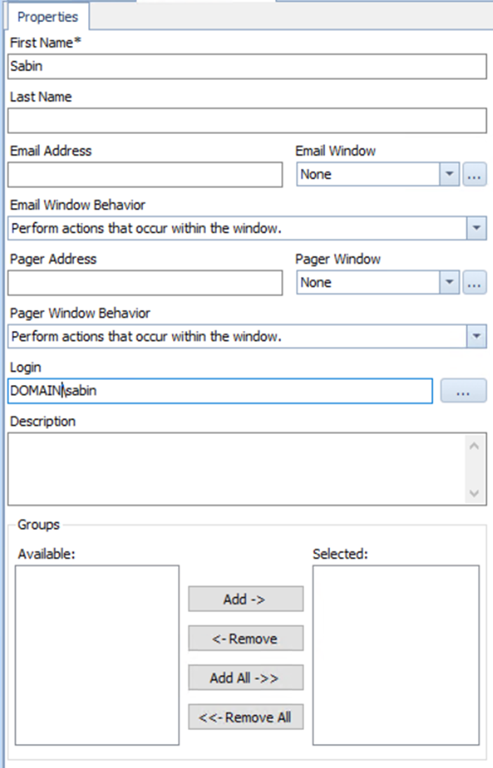 Properties
First Name*
Sabin
Last Name
Email Address Email Window
None ...
Email Window Behavior
Perform actions that occur within the window.
Pager Address Pager Window
None ...
Pager Window Behavior
Perform actions that occur within the window.
Login
DOMAIN\sabin ...
Description
Groups
Available: Selected:
Add ->
<- Remove
Add All ->>
<<- Remove All